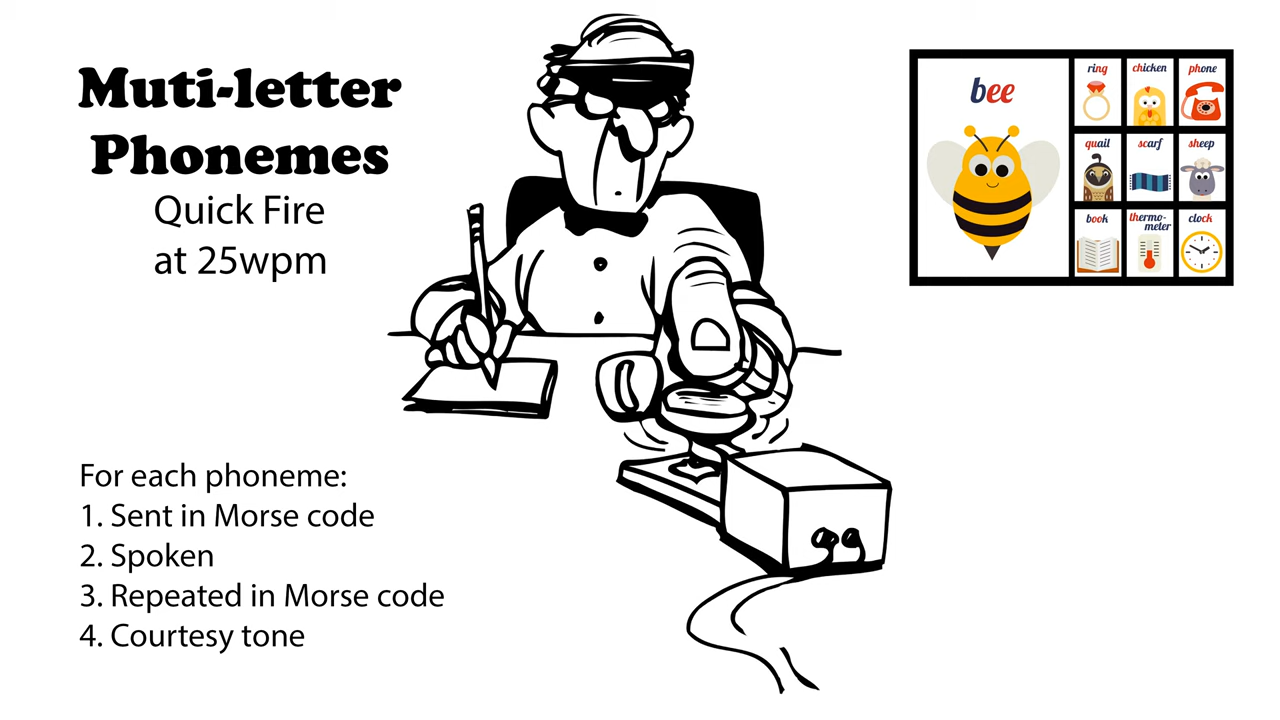 Muti-letter
Phonemes
Quick Fire
at 25wpm
For each phoneme:
1. Sent in Morse code
2. Spoken
3. Repeated in Morse code
4. Courtesy tone
bee
ring
chicken
phone
quail
scarf
sheep
book
thermo-
meter
clock